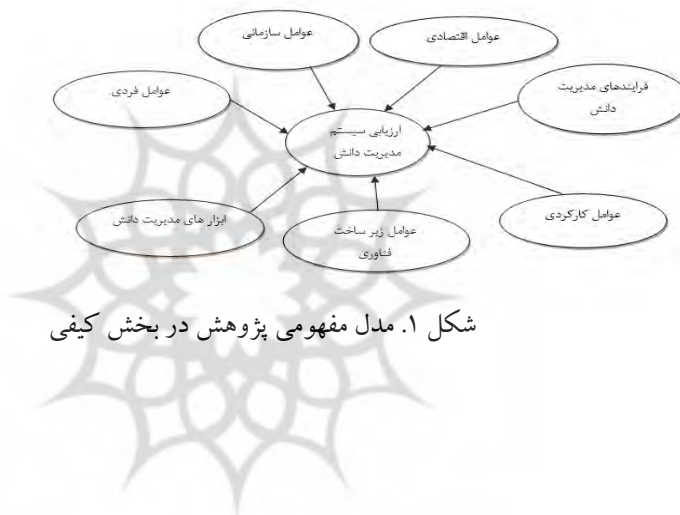 عوامل سازمانی
عوامل اقتصادی
عوامل فردی
فرایندهای مدیریت
دانش
ارزیابی سیستم
مدیریت دانش
ابزار های مدیریت دانش
عوامل زیر ساخت
فناوری
عوامل کارکردی
شکل ۱. مدل مفهومی پژوهش در بخش کیفی